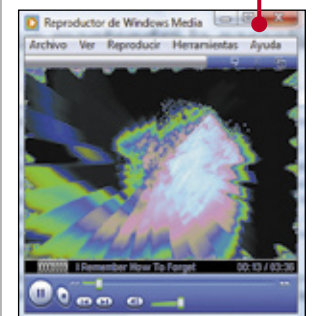 Reproductor de Windows Media
Archivo Ver Reproducir Herramientas Ayuda
I Remember How To Forget 00:13 / 03:36